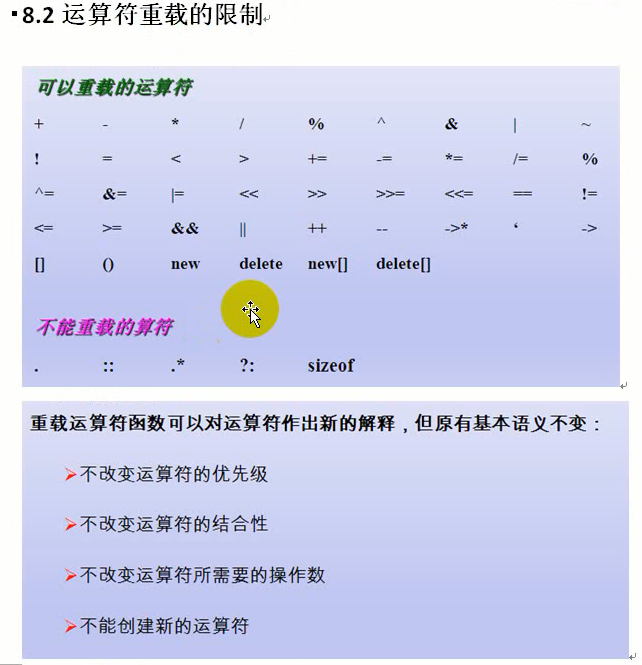 ▪8.2 运算符重载的限制
可以重载的运算符
+ - * / % ^ & | ~
! = < > += -= *= /= %
^= &= |= << >> >>= <<= == !=
<= >= && || ++ -- ->* ‘ ->
[] () new delete new[] delete[]
不能重载的算符
. :: .* ?: sizeof
重载运算符函数可以对运算符作出新的解释，但原有基本语义不变：
➢不改变运算符的优先级
➢不改变运算符的结合性
➢不改变运算符所需要的操作数
➢不能创建新的运算符